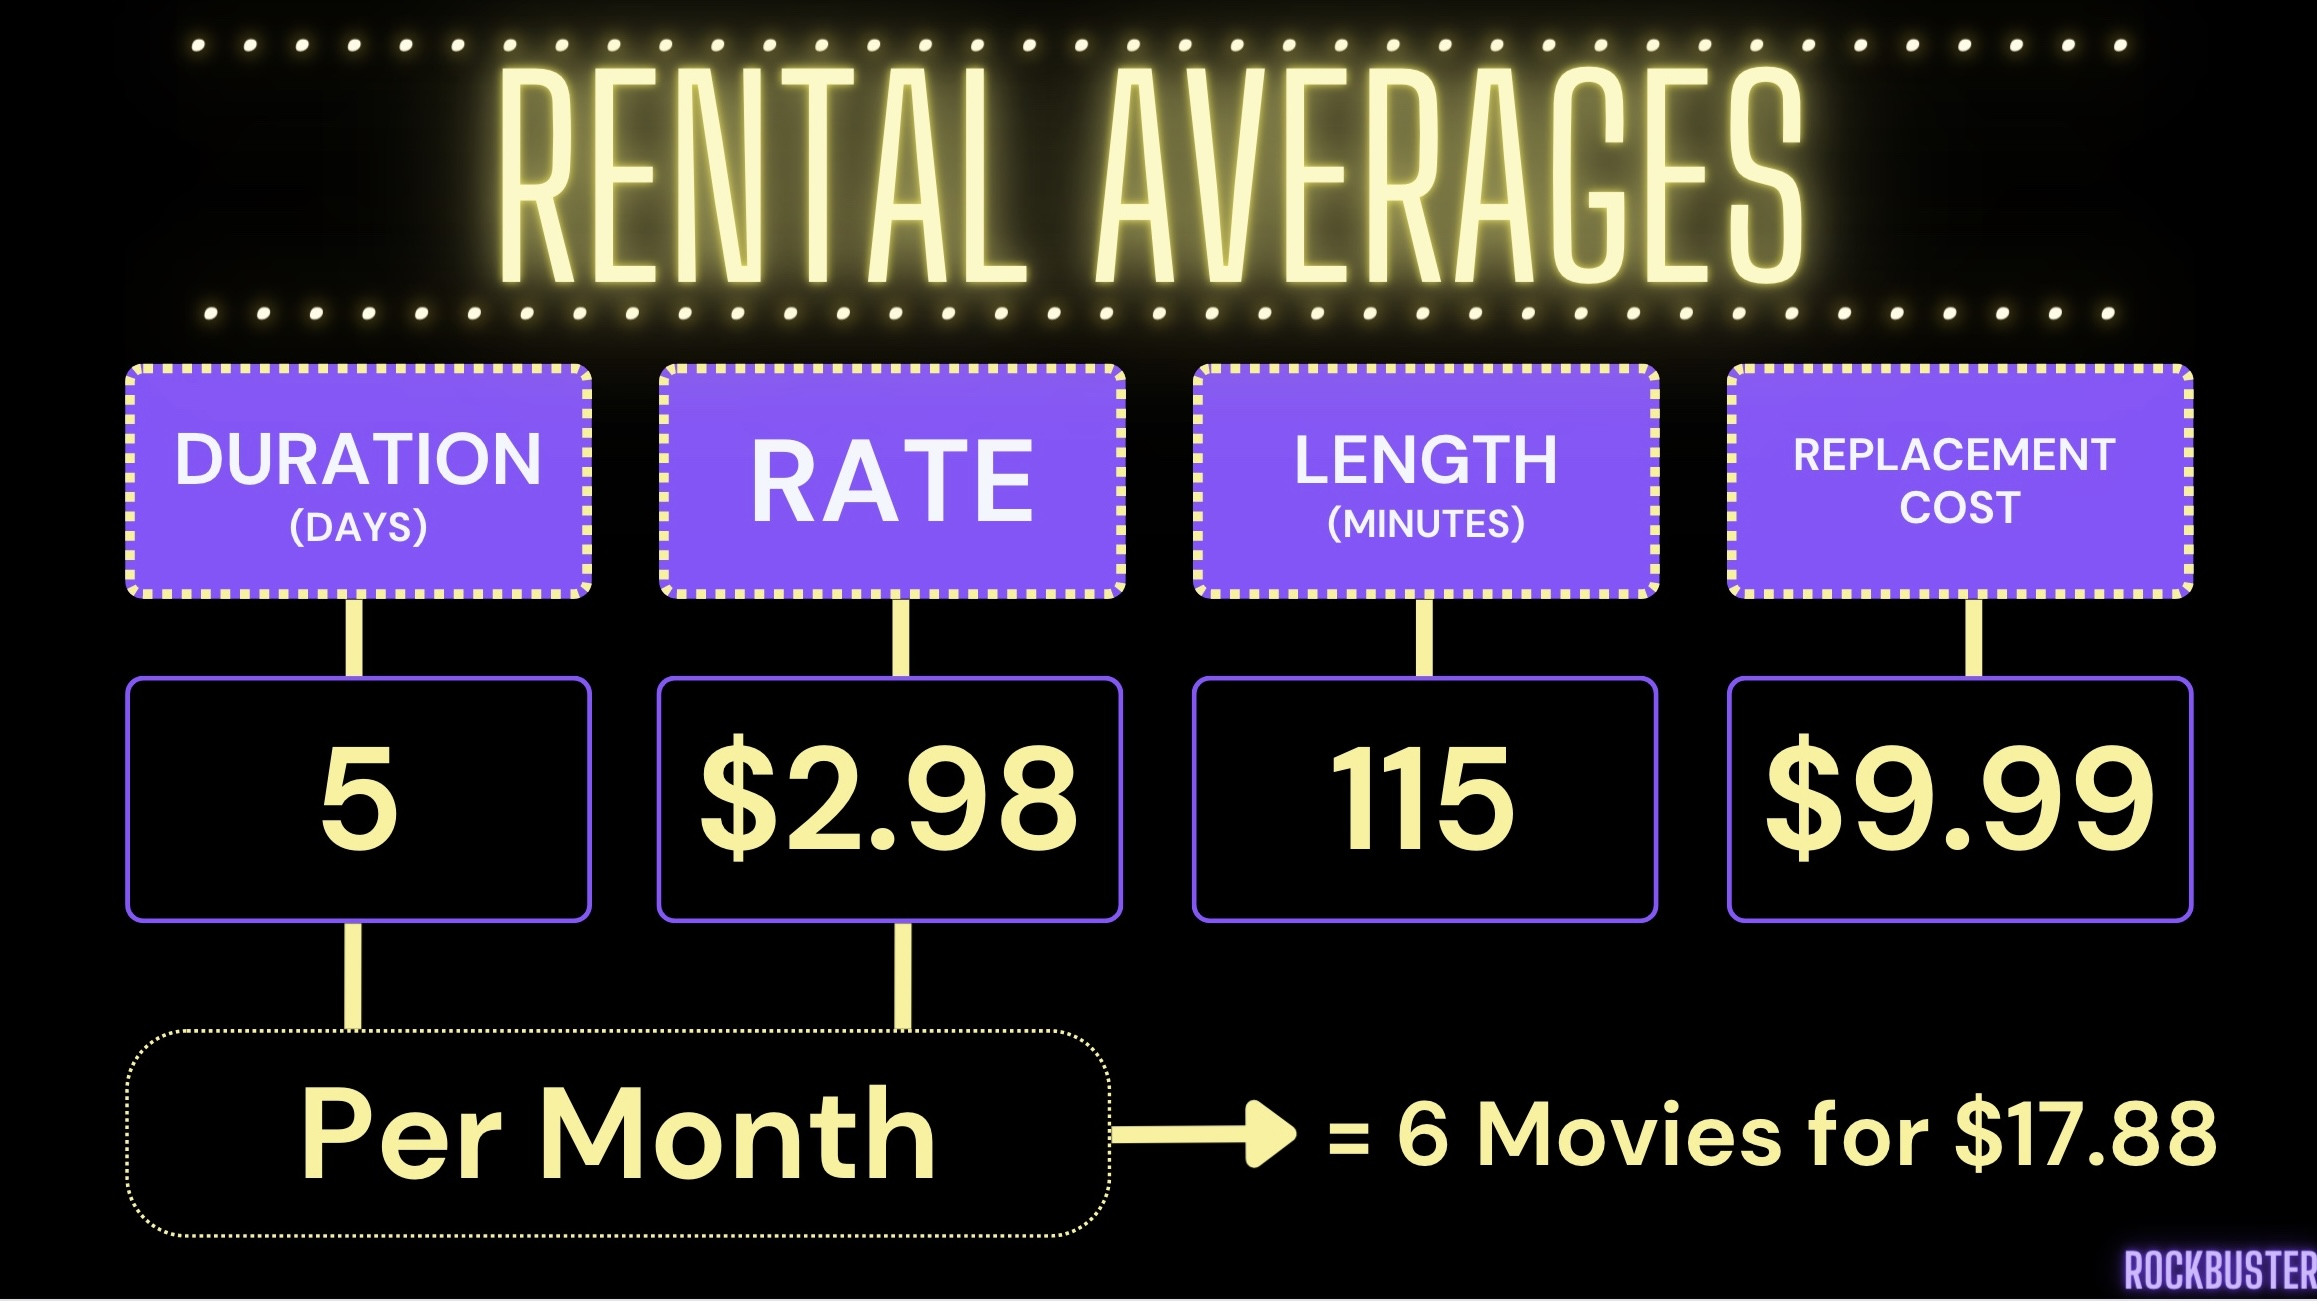 RENTAL AVERAGES
DURATION
(DAYS)
RATE
LENGTH
(MINUTES)
REPLACEMENT
COST
5
$2.98
115
$9.99
Per Month
= 6 Movies for $17.88
ROCKBUSTER